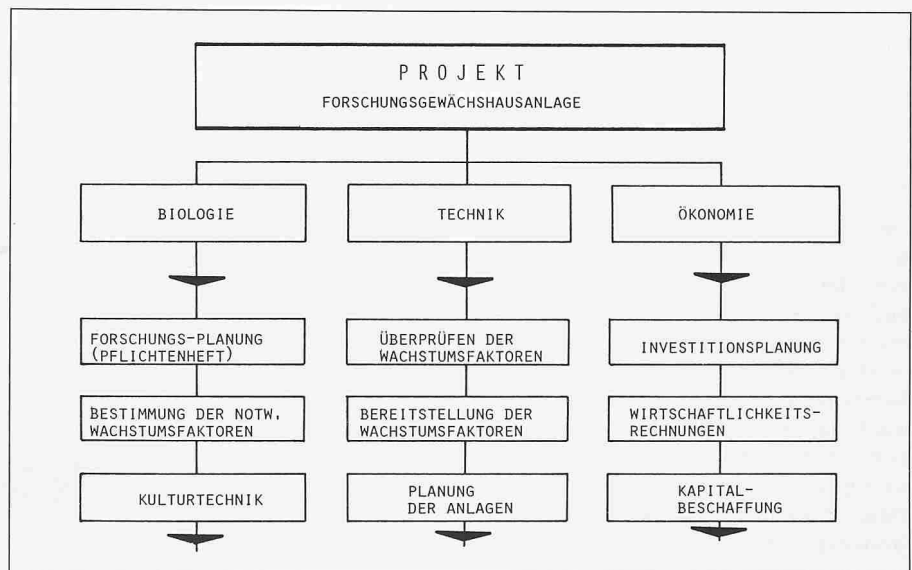 PROJEKT
FORSCHUNGSGEWÄCHSHAUSANLAGE
BIOLOGIE
TECHNIK
ÖKONOMIE
FORSCHUNGS-PLANUNG
(PFLICHTENHEFT)
ÜBERPRÜFEN DER
WACHSTUMSFAKTOREN
INVESTITIONSPLANUNG
BESTIMMUNG DER NOTW.
WACHSTUMSFAKTOREN
BEREITSTELLUNG DER
WACHSTUMSFAKTOREN
WIRTSCHAFTLICHKEITS-
RECHNUNGEN
KULTURTECHNIK
PLANUNG
DER ANLAGEN
KAPITAL-
BESCHAFFUNG